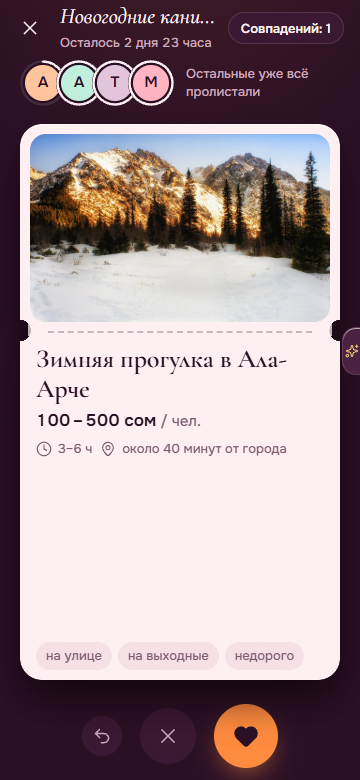 Новогодние кани...
Осталось 2 дня 23 часа
Совпадений: 1
А А Т М
Остальные уже всё
пролистали
Зимняя прогулка в Ала-
Арче
100 – 500 сом / чел.
3–6 ч около 40 минут от города
на улице на выходные недорого